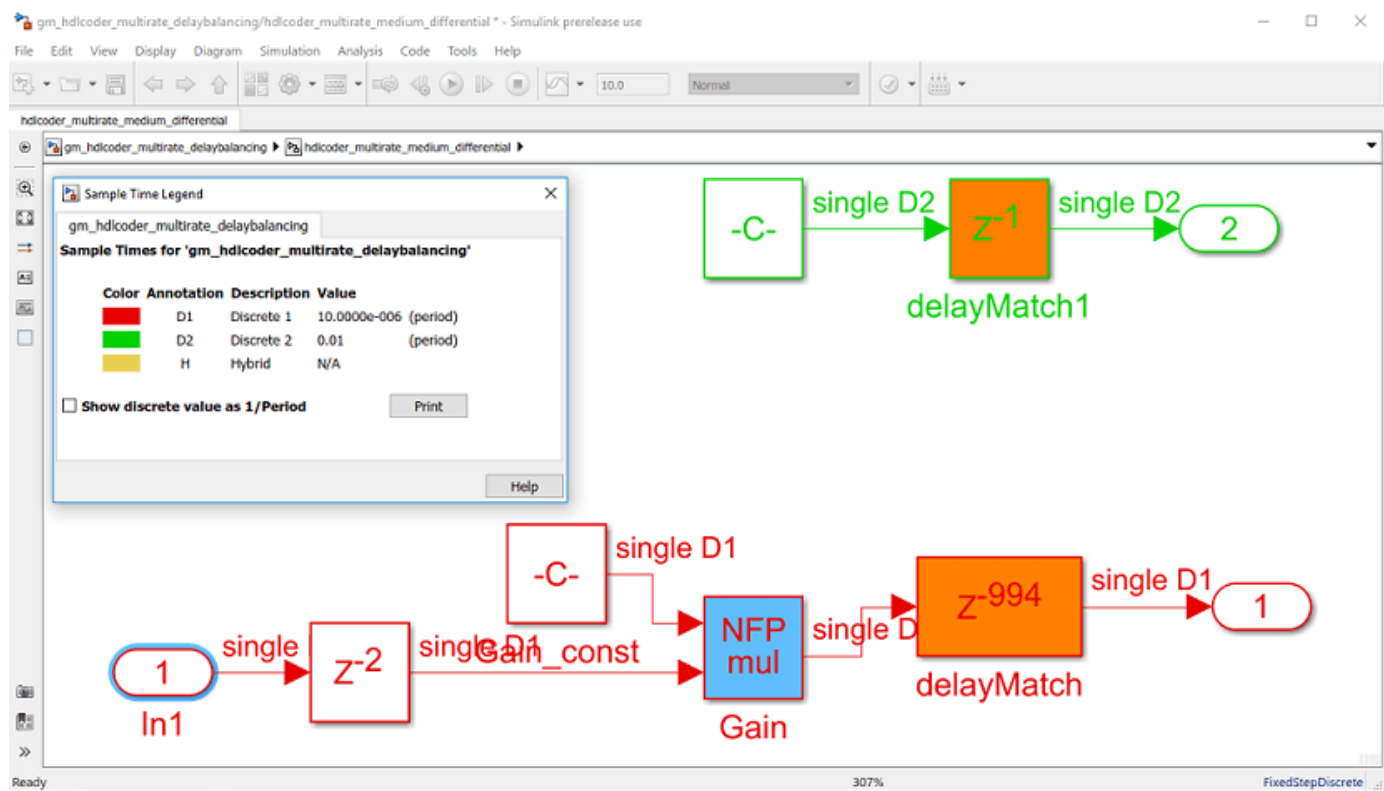 gm_hdlcoder_multirate_delaybalancing/hdlcoder_multirate_medium_differential * - Simulink prerelease use
File Edit View Display Diagram Simulation Analysis Code Tools Help
10.0 Normal
hdlcoder_multirate_medium_differential
gm_hdlcoder_multirate_delaybalancing hdlcoder_multirate_medium_differential
Sample Time Legend
gm_hdlcoder_multirate_delaybalancing
Sample Times for 'gm_hdlcoder_multirate_delaybalancing'
Color Annotation Description Value
D1 Discrete 1 10.0000e-006 (period)
D2 Discrete 2 0.01 (period)
H Hybrid N/A
Show discrete value as 1/Period Print
Help
-C- single D2 Z-1 single D2 2
delayMatch1
-C- single D1
1 single Z-2 single D1 Gain_const NFP mul single D Z-994 single D1 1
In1
Gain
delayMatch
Ready 307% FixedStepDiscrete